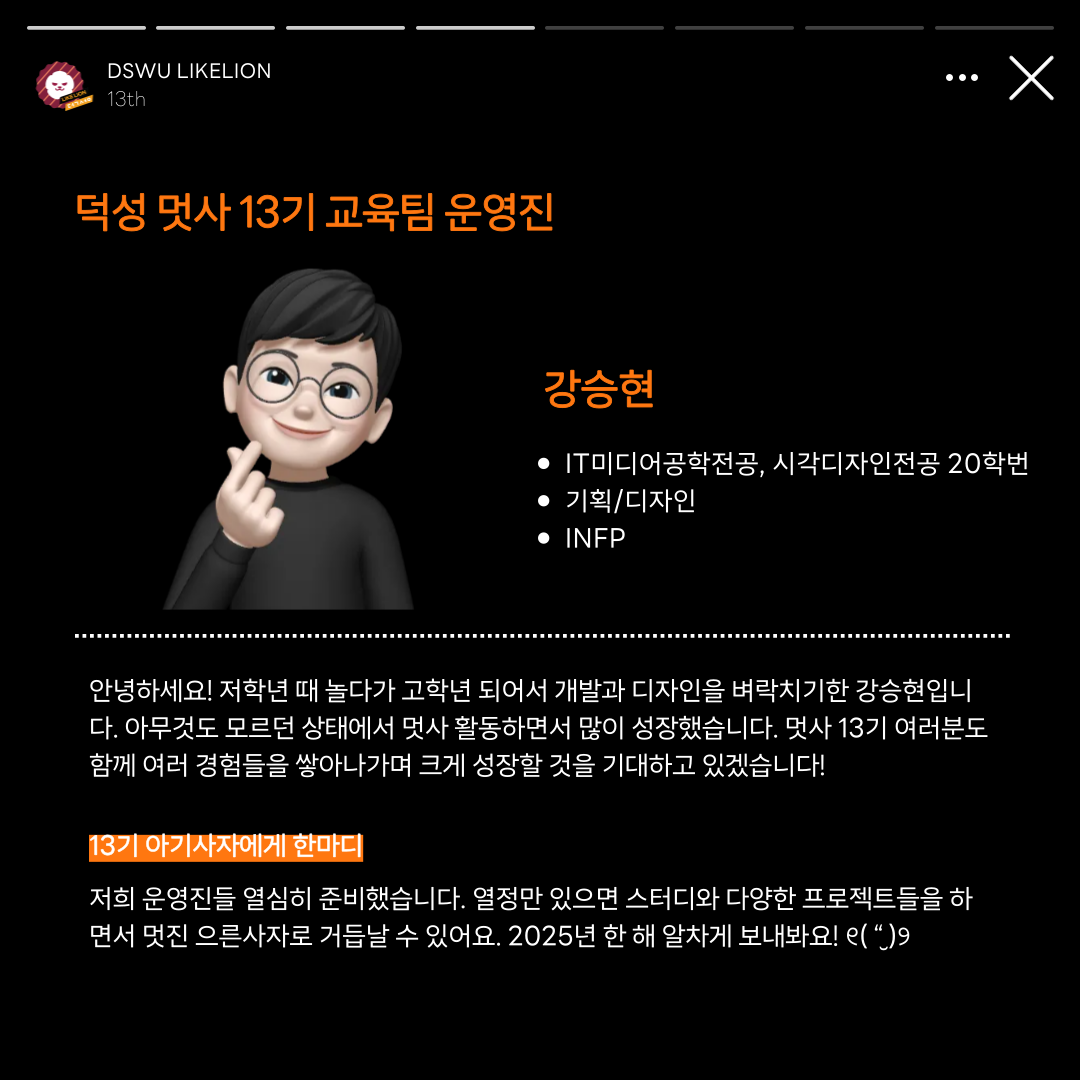 DSWU LIKELION
13th
덕성 멋사 13기 교육팀 운영진
강승현
IT미디어공학전공, 시각디자인전공 20학번
기획/디자인
INFP
안녕하세요! 저학년 때 놀다가 고학년 되어서 개발과 디자인을 벼락치기한 강승현입니
다. 아무것도 모르던 상태에서 멋사 활동하면서 많이 성장했습니다. 멋사 13기 여러분도
함께 여러 경험들을 쌓아나가며 크게 성장할 것을 기대하고 있겠습니다!
13기 아기사자에게 한마디
저희 운영진들 열심히 준비했습니다. 열정만 있으면 스터디와 다양한 프로젝트들을 하
면서 멋진 으른사자로 거듭날 수 있어요. 2025년 한 해 알차게 보내봐요! ୧( “̮ )୨